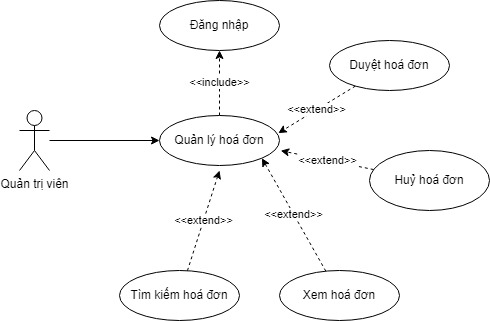 Đăng nhập
Duyệt hoá đơn
<<include>>
<<extend>>
Quản lý hoá đơn
<<extend>>
Quản trị viên
Huỷ hoá đơn
<<extend>>
<<extend>>
Tìm kiếm hoá đơn
Xem hoá đơn